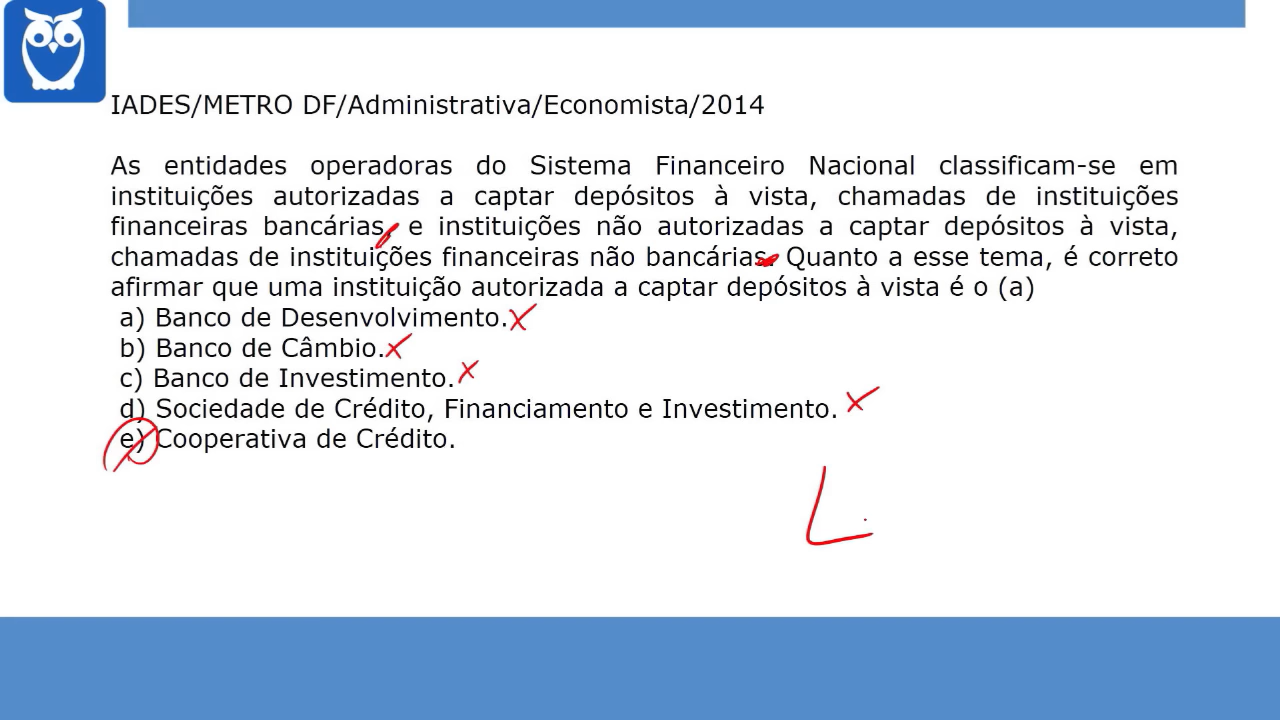 IADES/METRO DF/Administrativa/Economista/2014
As entidades operadoras do Sistema Financeiro Nacional classificam-se em
instituições autorizadas a captar depósitos à vista, chamadas de instituições
financeiras bancárias, e instituições não autorizadas a captar depósitos à vista,
chamadas de instituições financeiras não bancárias. Quanto a esse tema, é correto
afirmar que uma instituição autorizada a captar depósitos à vista é o (a)
a) Banco de Desenvolvimento.
b) Banco de Câmbio.
c) Banco de Investimento.
d) Sociedade de Crédito, Financiamento e Investimento.
e) Cooperativa de Crédito.